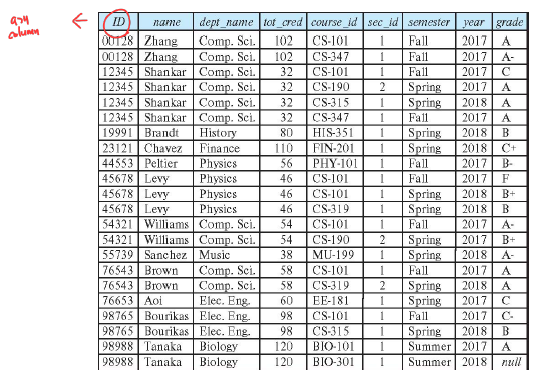 column
ID name dept_name tot_cred course_id sec_id semester year grade
00128 Zhang Comp. Sci. 102 CS-101 1 Fall 2017 A
00128 Zhang Comp. Sci. 102 CS-347 1 Fall 2017 A-
12345 Shankar Comp. Sci. 32 CS-101 1 Fall 2017 C
12345 Shankar Comp. Sci. 32 CS-190 2 Spring 2017 A
12345 Shankar Comp. Sci. 32 CS-315 1 Spring 2018 A
12345 Shankar Comp. Sci. 32 CS-347 1 Fall 2017 A
19991 Brandt History 80 HIS-351 1 Spring 2018 B
23121 Chavez Finance 110 FIN-201 1 Spring 2018 C+
44553 Peltier Physics 56 PHY-101 1 Fall 2017 B-
45678 Levy Physics 46 CS-101 1 Fall 2017 F
45678 Levy Physics 46 CS-101 1 Spring 2018 B+
45678 Levy Physics 46 CS-319 1 Spring 2018 B
54321 Williams Comp. Sci. 54 CS-101 1 Fall 2017 A-
54321 Williams Comp. Sci. 54 CS-190 2 Spring 2017 B+
55739 Sanchez Music 38 MU-199 1 Spring 2018 A-
76543 Brown Comp. Sci. 58 CS-101 1 Fall 2017 A
76543 Brown Comp. Sci. 58 CS-319 2 Spring 2018 A
76653 Aoi Elec. Eng. 60 EE-181 1 Spring 2017 C
98765 Bourikas Elec. Eng. 98 CS-101 1 Fall 2017 C-
98765 Bourikas Elec. Eng. 98 CS-315 1 Spring 2018 B
98988 Tanaka Biology 120 BIO-101 1 Summer 2017 A
98988 Tanaka Biology 120 BIO-301 1 Summer 2018 null